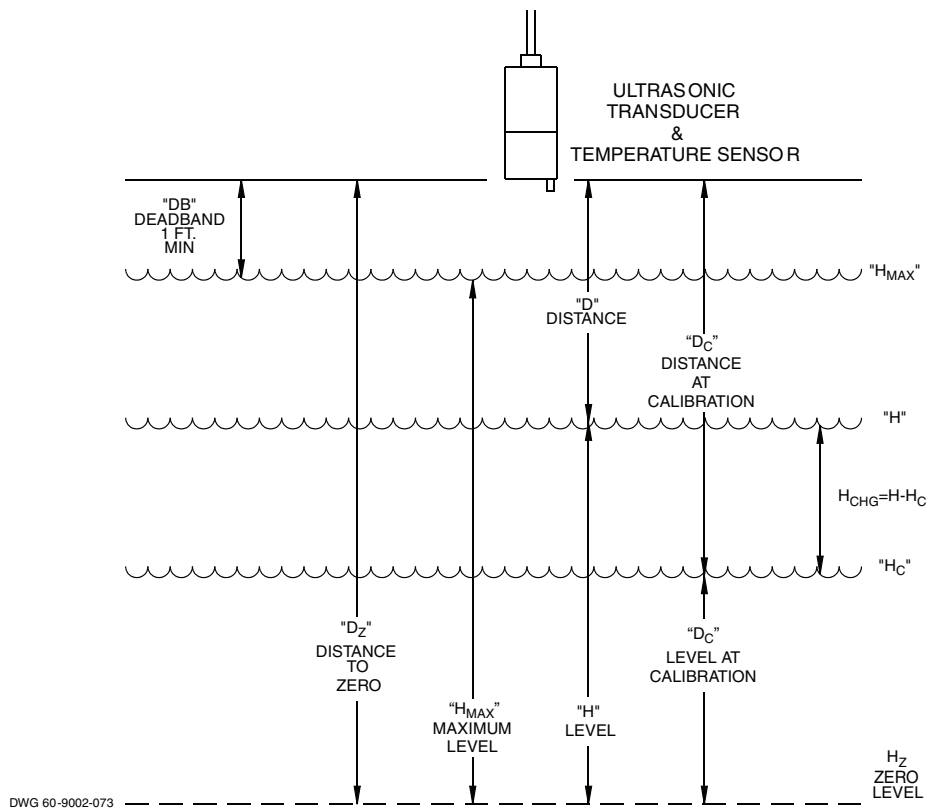 ULTRASONIC
TRANSDUCER
&
TEMPERATURE SENSOR
"DB"
DEADBAND
1 FT.
MIN
"HMAX"
"D"
DISTANCE
“DC”
DISTANCE
AT
CALIBRATION
"H"
HCHG=H-HC
"HC"
"DZ"
DISTANCE
TO
ZERO
“DC”
LEVEL AT
CALIBRATION
“HMAX”
MAXIMUM
LEVEL
"H"
LEVEL
HZ
ZERO
LEVEL
DWG 60-9002-073